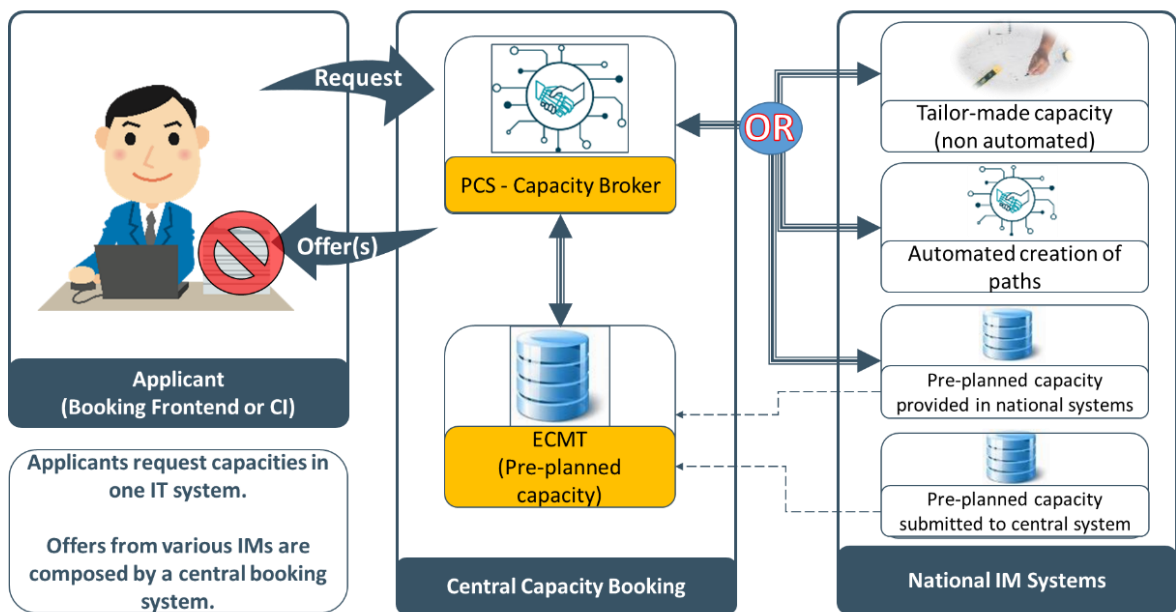 Request
Offer(s)
Applicant
(Booking Frontend or CI)
Applicants request capacities in
one IT system.
Offers from various IMs are
composed by a central booking
system.
PCS - Capacity Broker
ECMT
(Pre-planned
capacity)
Central Capacity Booking
OR
Tailor-made capacity
(non automated)
Automated creation of
paths
Pre-planned capacity
provided in national systems
Pre-planned capacity
submitted to central system
National IM Systems